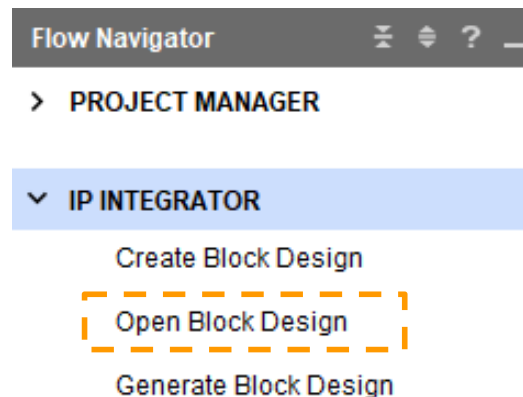 Flow Navigator ?
PROJECT MANAGER
IP INTEGRATOR
Create Block Design
Open Block Design
Generate Block Design